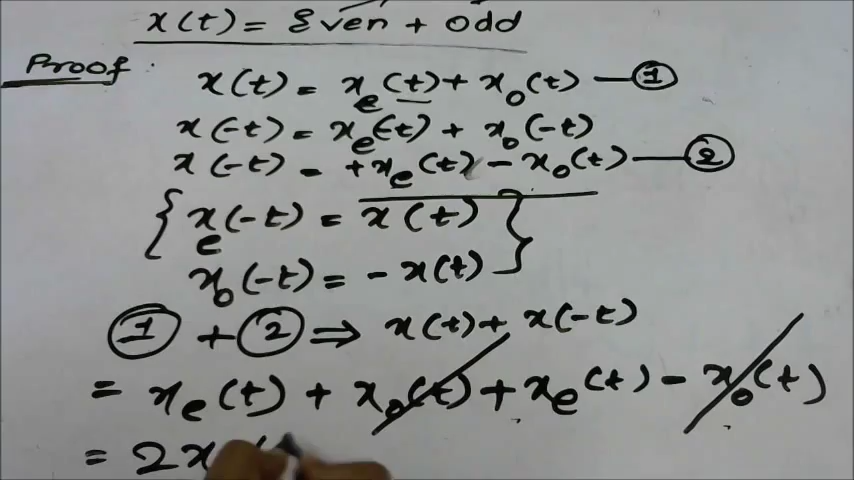 x(t) = Even + odd
Proof :
x(t) = xₑ(t) + xₒ(t) — ①
x(-t) = xₑ(-t) + xₒ(-t)
x(-t) = +xₑ(t) - xₒ(t) — ②
{ xₑ(-t) = x(t) }
xₒ(-t) = - x(t)
① + ② ⇒ x(t) + x(-t)
= xₑ(t) + xₒ(t) + xₑ(t) - xₒ(t)
= 2x